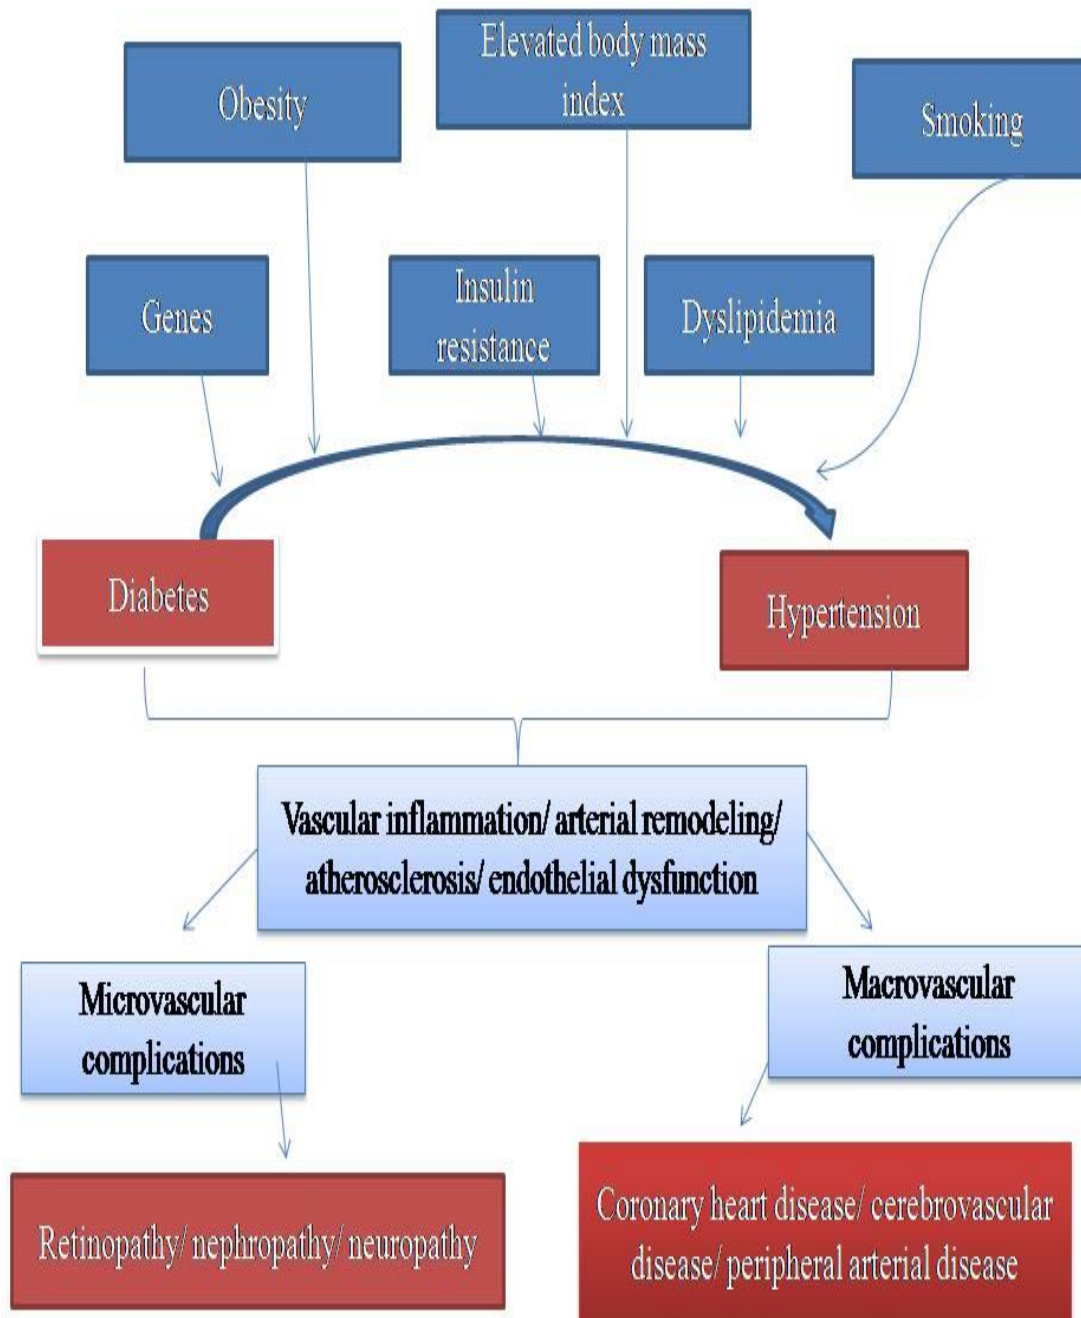 Elevated body mass
index
Obesity
Smoking
Genes
Insulin
resistance
Dyslipidemia
Diabetes
Hypertension
Vascular inflammation/ arterial remodeling/
atherosclerosis/ endothelial dysfunction
Microvascular
complications
Macrovascular
complications
Retinopathy/ nephropathy/ neuropathy
Coronary heart disease/ cerebrovascular
disease/ peripheral arterial disease